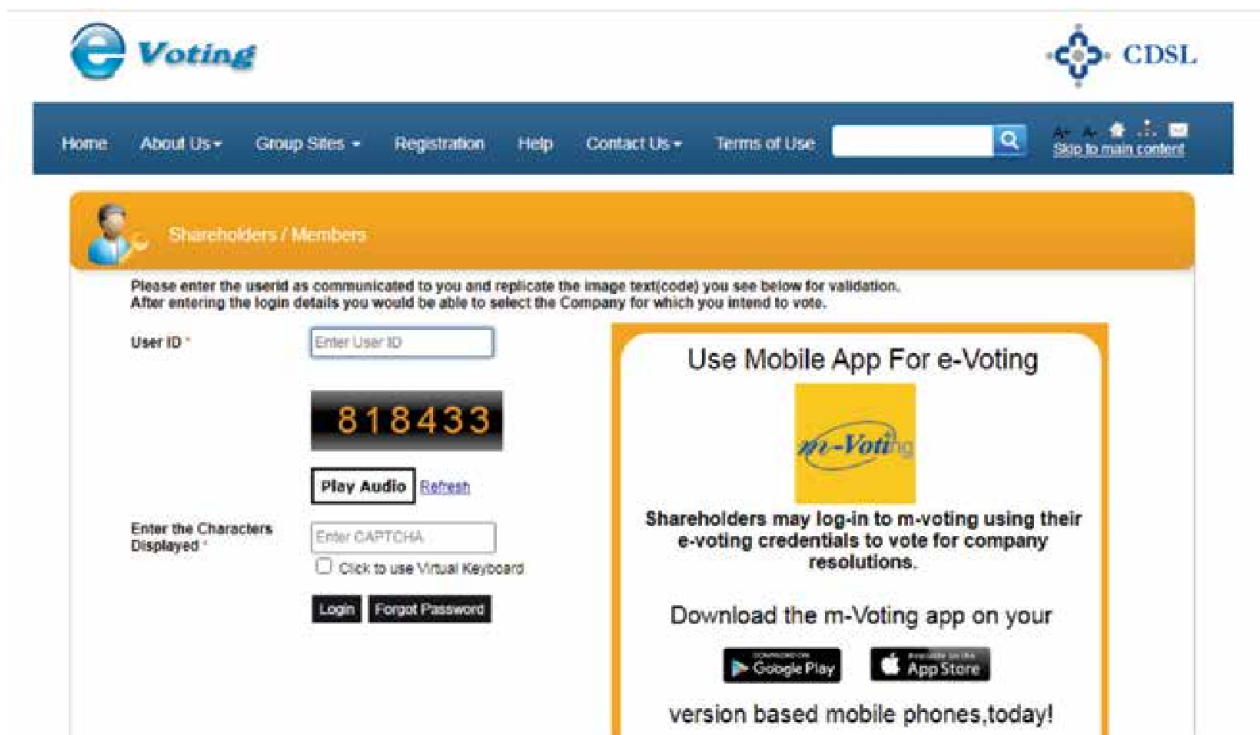 e Voting
CDSL
Home About Us Group Sites Registration Help Contact Us Terms of Use
A+ A-
Skip to main content
Shareholders / Members
Please enter the userid as communicated to you and replicate the image text(code) you see below for validation.
After entering the login details you would be able to select the Company for which you intend to vote.
User ID *
Enter User ID
818433
Play Audio Refresh
Enter the Characters
Displayed *
Enter CAPTCHA
Click to use Virtual Keyboard
Login Forgot Password
Use Mobile App For e-Voting
m-Voting
Shareholders may log-in to m-voting using their
e-voting credentials to vote for company
resolutions.
Download the m-Voting app on your
Google Play
Available on the
App Store
version based mobile phones,today!